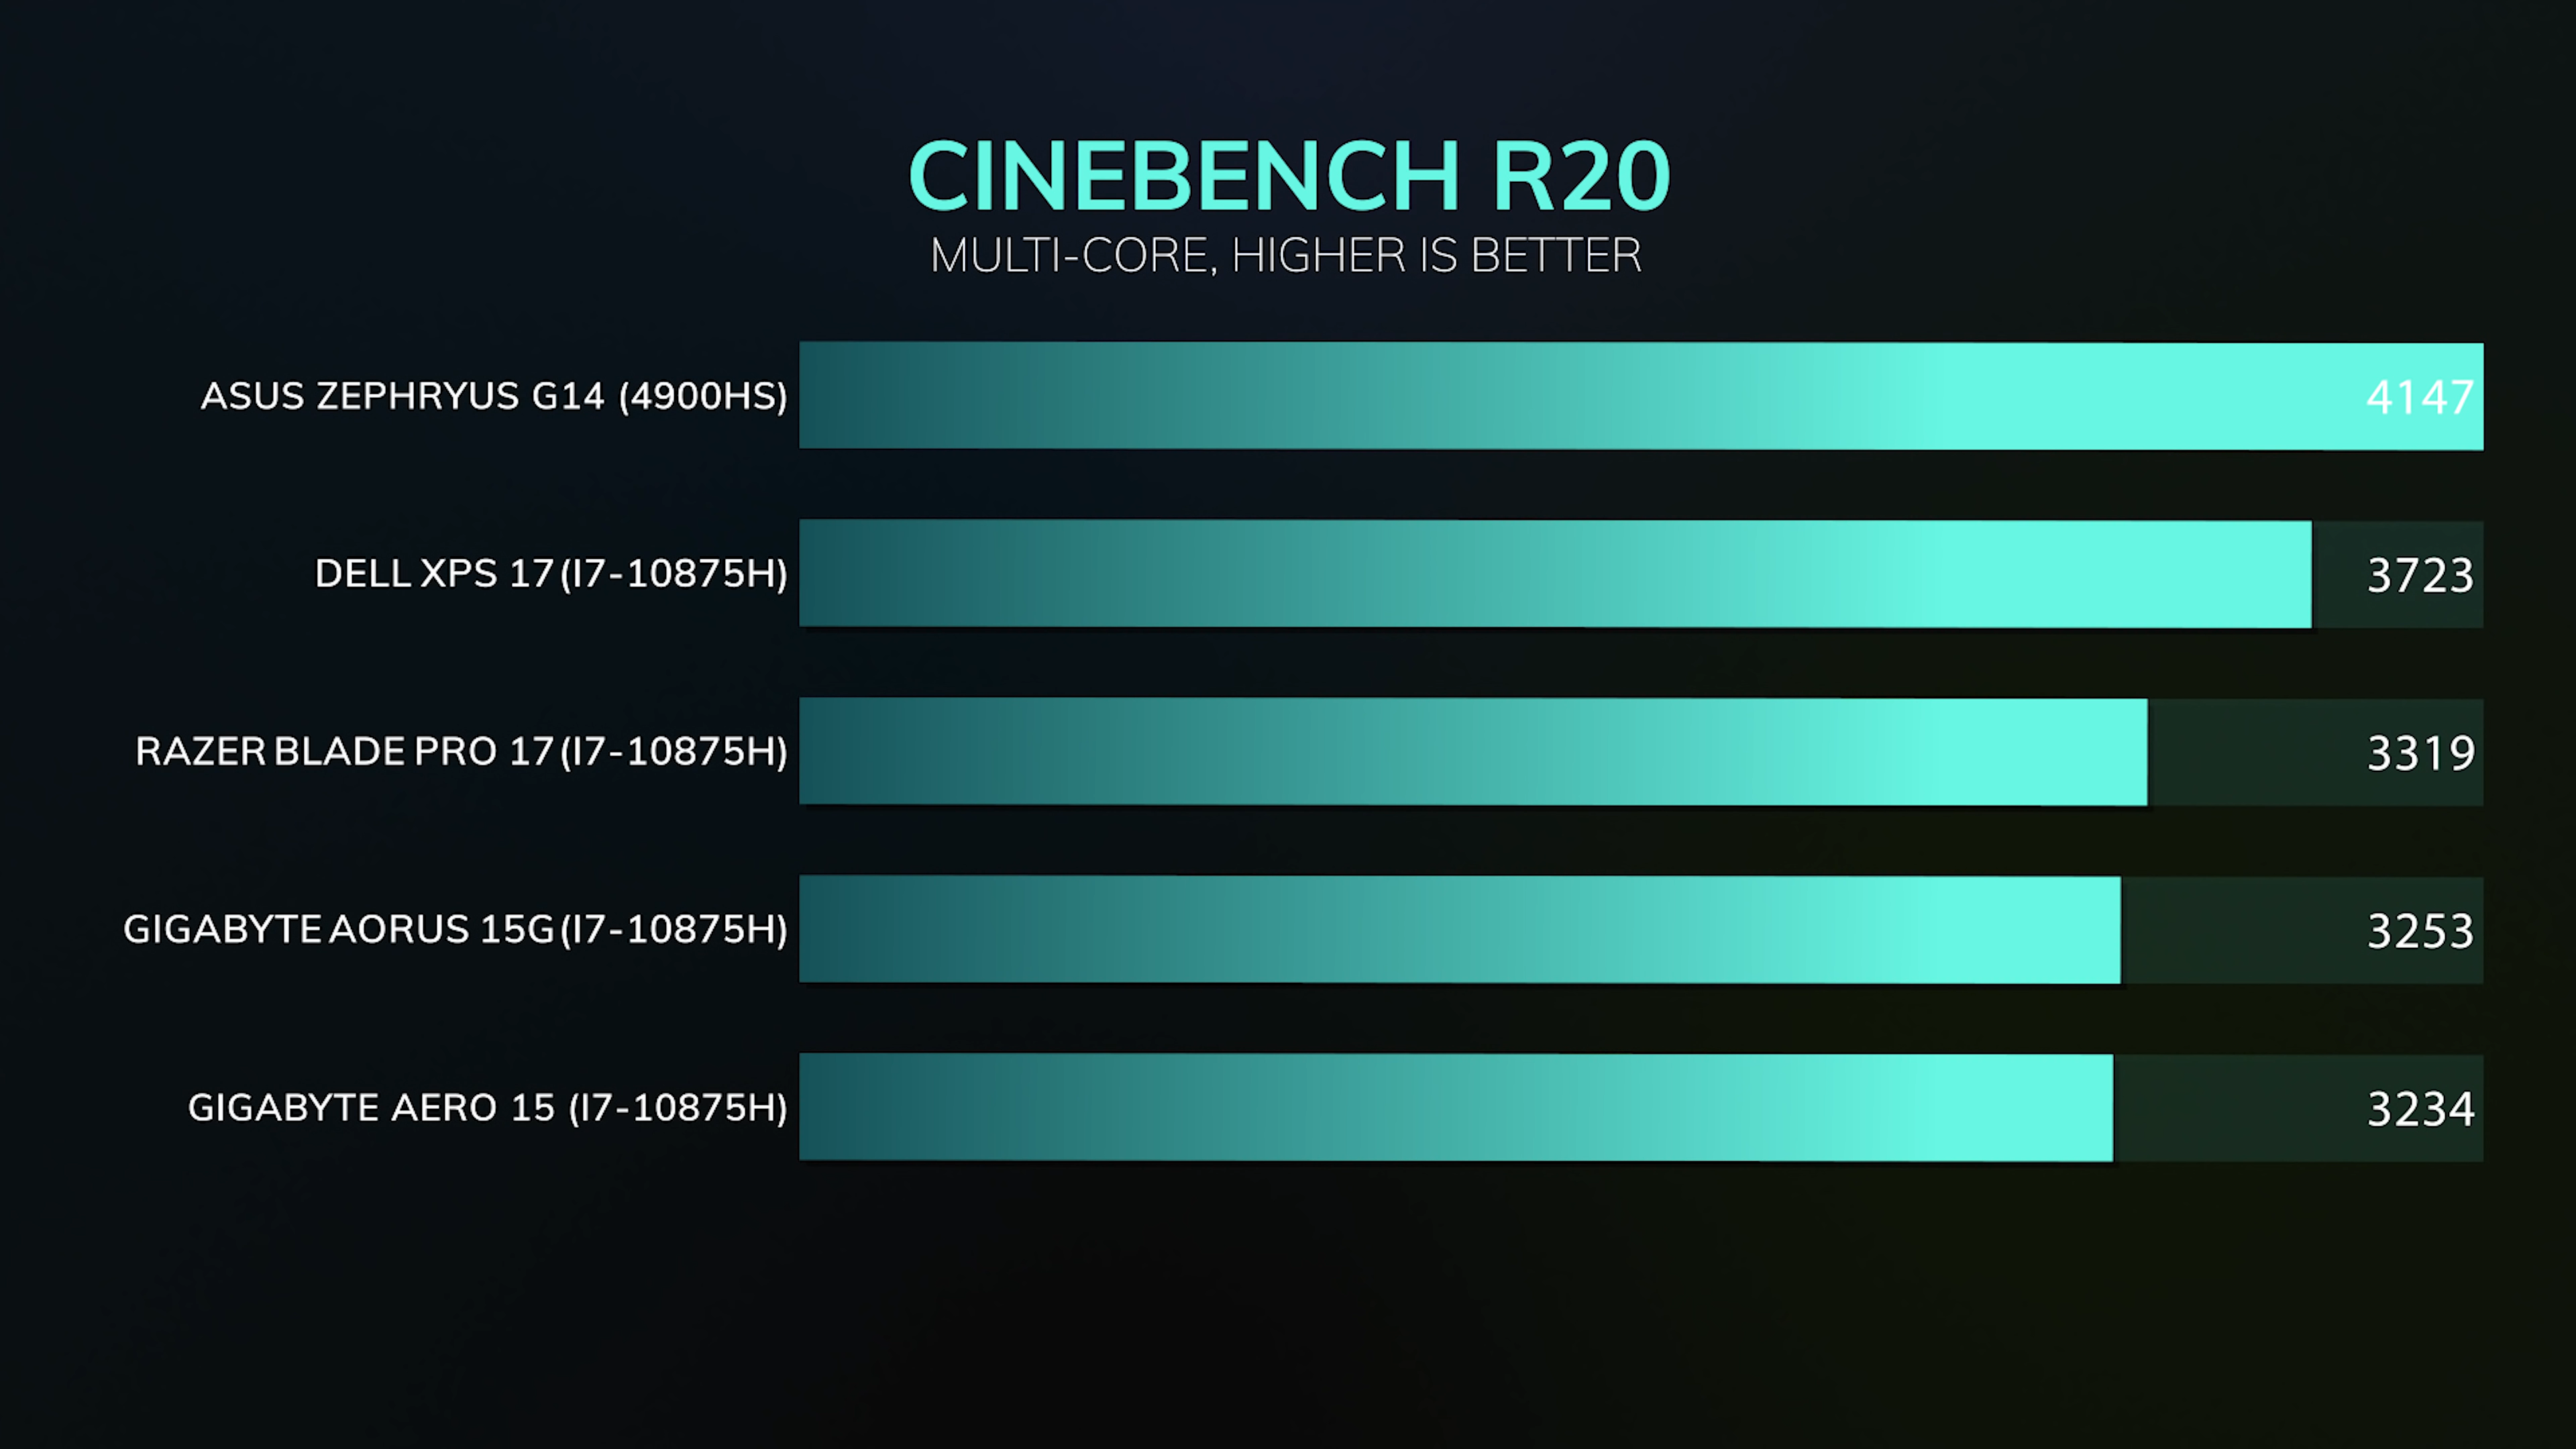 CINEBENCH R20
MULTI-CORE, HIGHER IS BETTER
ASUS ZEPHRYUS G14 (4900HS) 4147
DELL XPS 17 (I7-10875H) 3723
RAZER BLADE PRO 17 (I7-10875H) 3319
GIGABYTE AORUS 15G (I7-10875H) 3253
GIGABYTE AERO 15 (I7-10875H) 3234